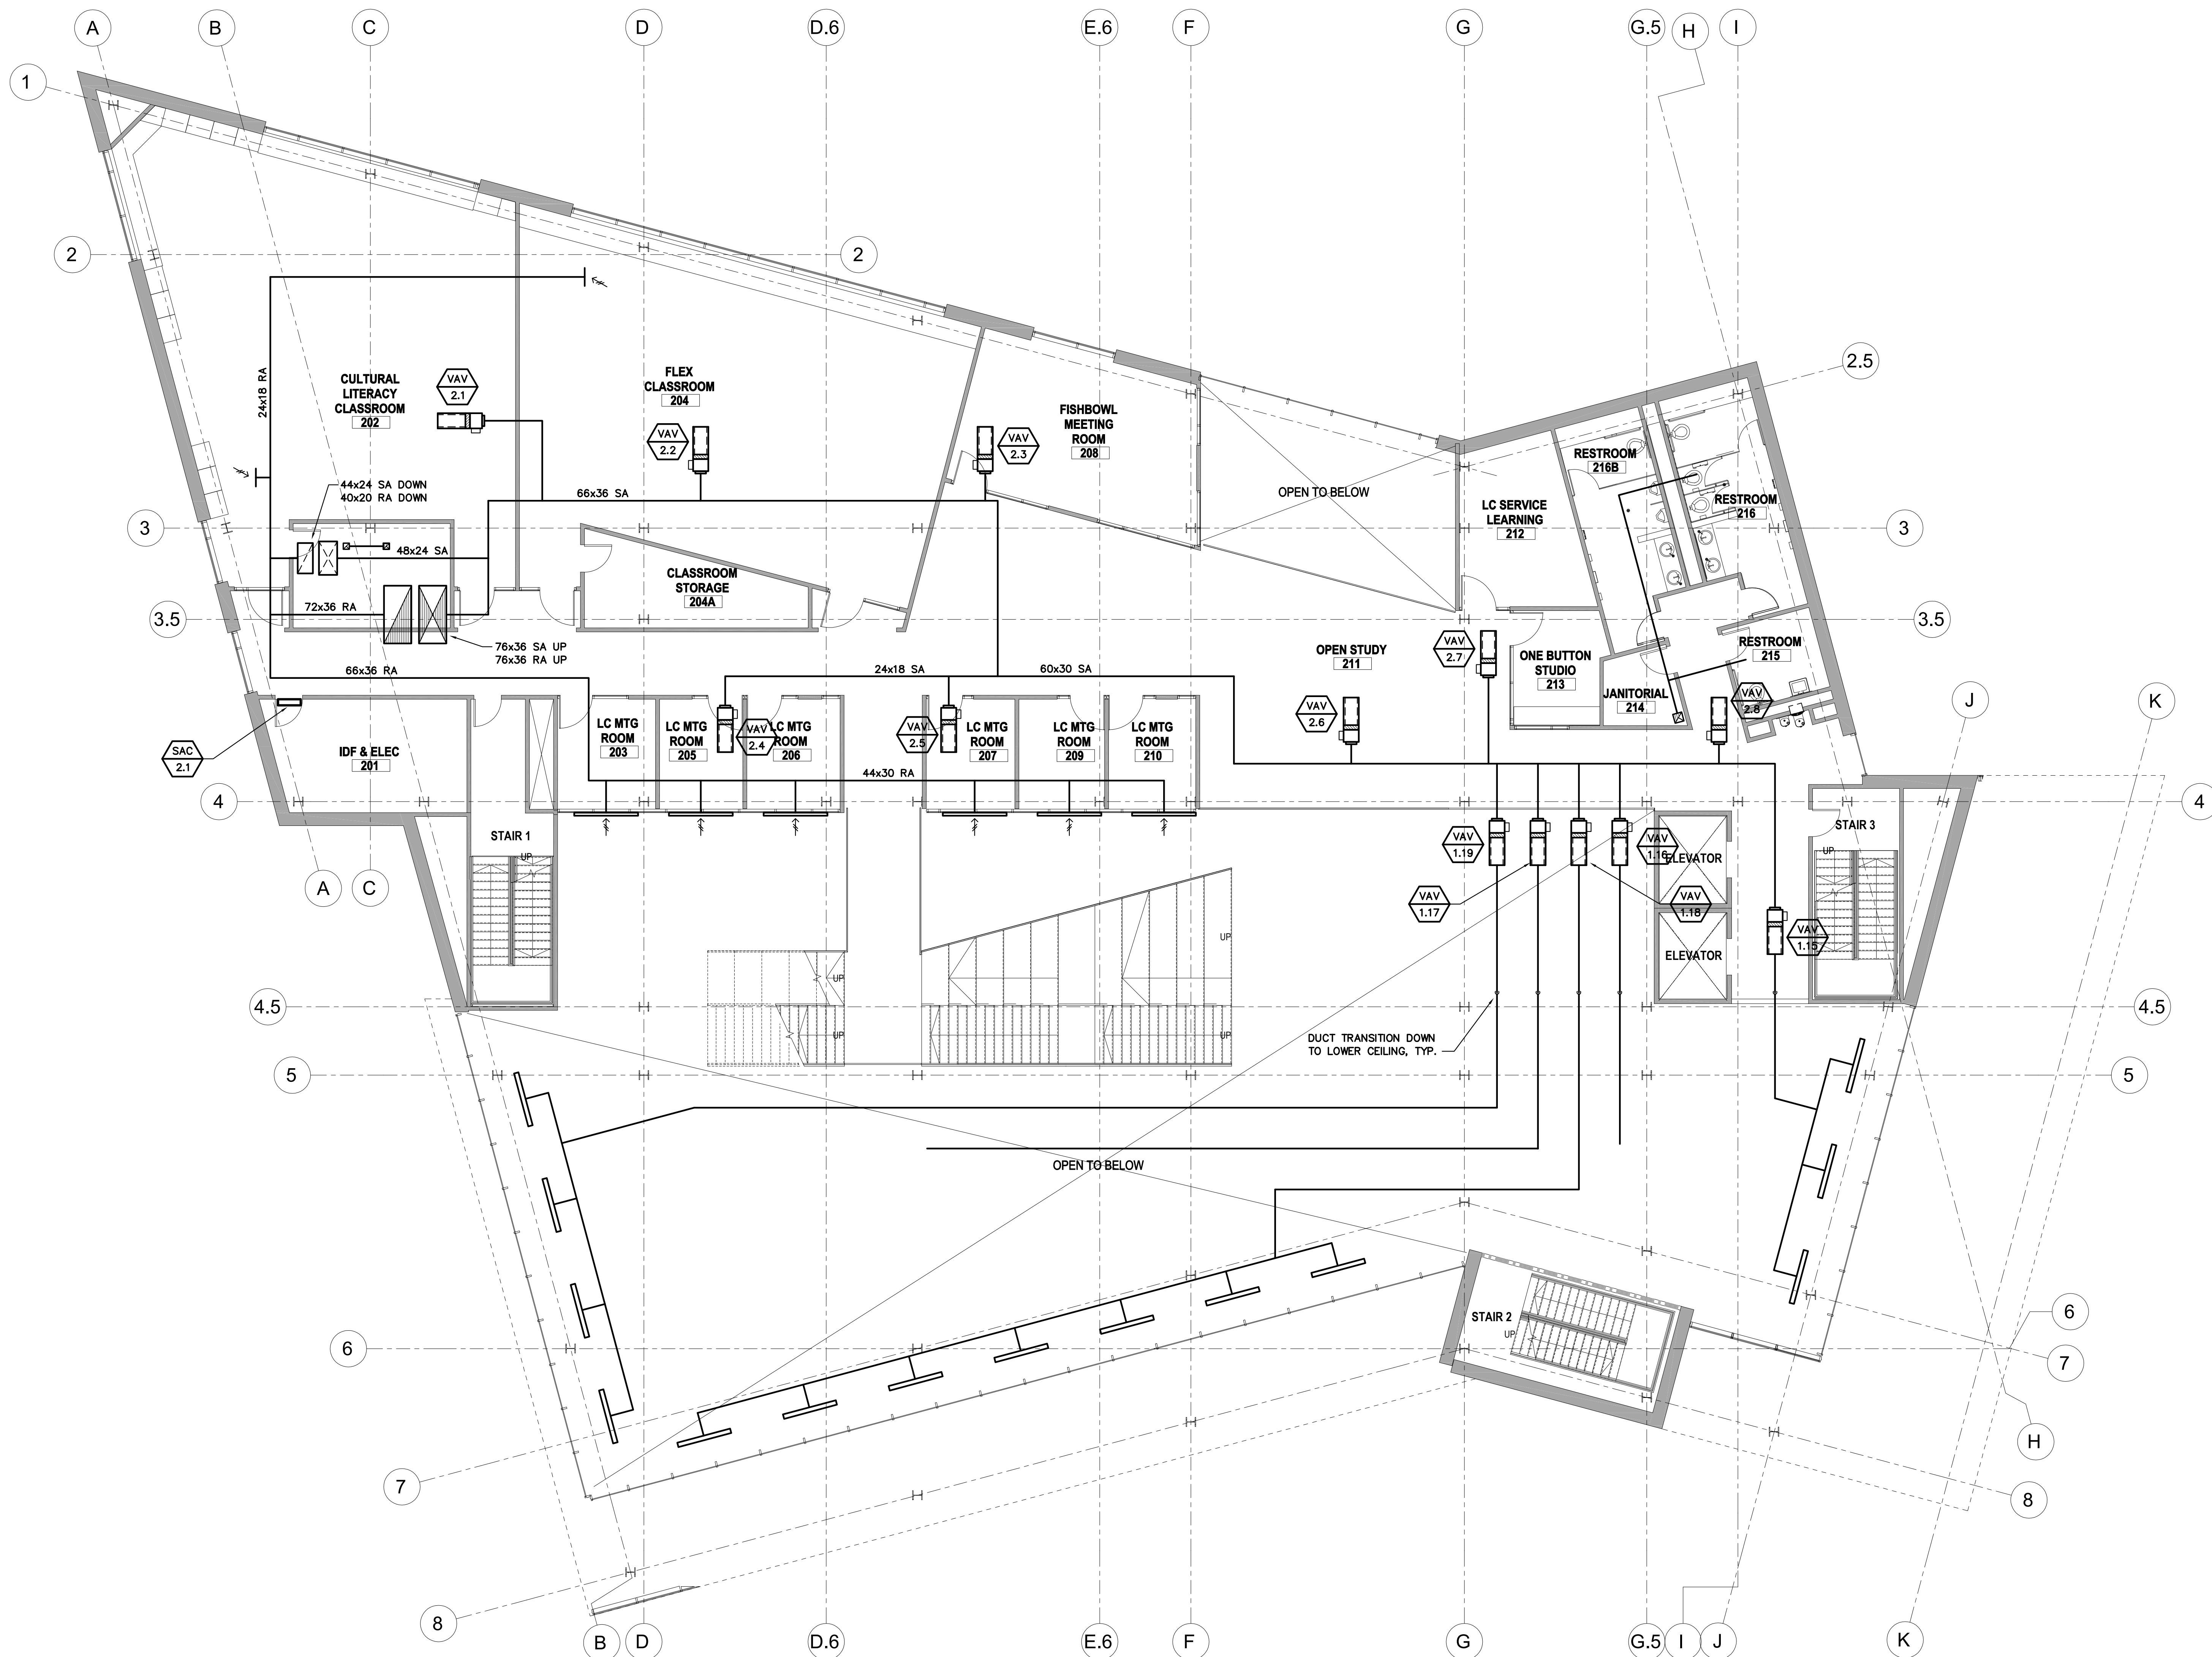 A
B
C
D
D.6
E.6
F
G
G.5
H
I
1
2
2
2.5
24x18 RA
CULTURAL
LITERACY
CLASSROOM
202
VAV
2.1
FLEX
CLASSROOM
204
VAV
2.2
VAV
2.3
FISHBOWL
MEETING
ROOM
208
OPEN TO BELOW
RESTROOM
216B
RESTROOM
216
LC SERVICE
LEARNING
212
44x24 SA DOWN
40x20 RA DOWN
66x36 SA
3
3
48x24 SA
CLASSROOM
STORAGE
204A
72x36 RA
3.5
3.5
76x36 SA UP
76x36 RA UP
OPEN STUDY
211
VAV
2.7
ONE BUTTON
STUDIO
213
RESTROOM
215
66x36 RA
24x18 SA
60x30 SA
JANITORIAL
214
J
K
SAC
2.1
IDF & ELEC
201
LC MTG
ROOM
203
LC MTG
ROOM
205
VAV
2.4
LC MTG
ROOM
206
VAV
2.5
LC MTG
ROOM
207
LC MTG
ROOM
209
LC MTG
ROOM
210
VAV
2.6
VAV
2.8
44x30 RA
4
4
STAIR 1
UP
STAIR 3
UP
VAV
1.19
VAV
1.16
ELEVATOR
A
C
VAV
1.17
VAV
1.18
VAV
1.15
UP
ELEVATOR
UP
4.5
4.5
UP
UP
DUCT TRANSITION DOWN
TO LOWER CEILING, TYP.
5
5
OPEN TO BELOW
STAIR 2
UP
6
6
7
7
H
8
8
B
D
D.6
E.6
F
G
G.5
I
J
K